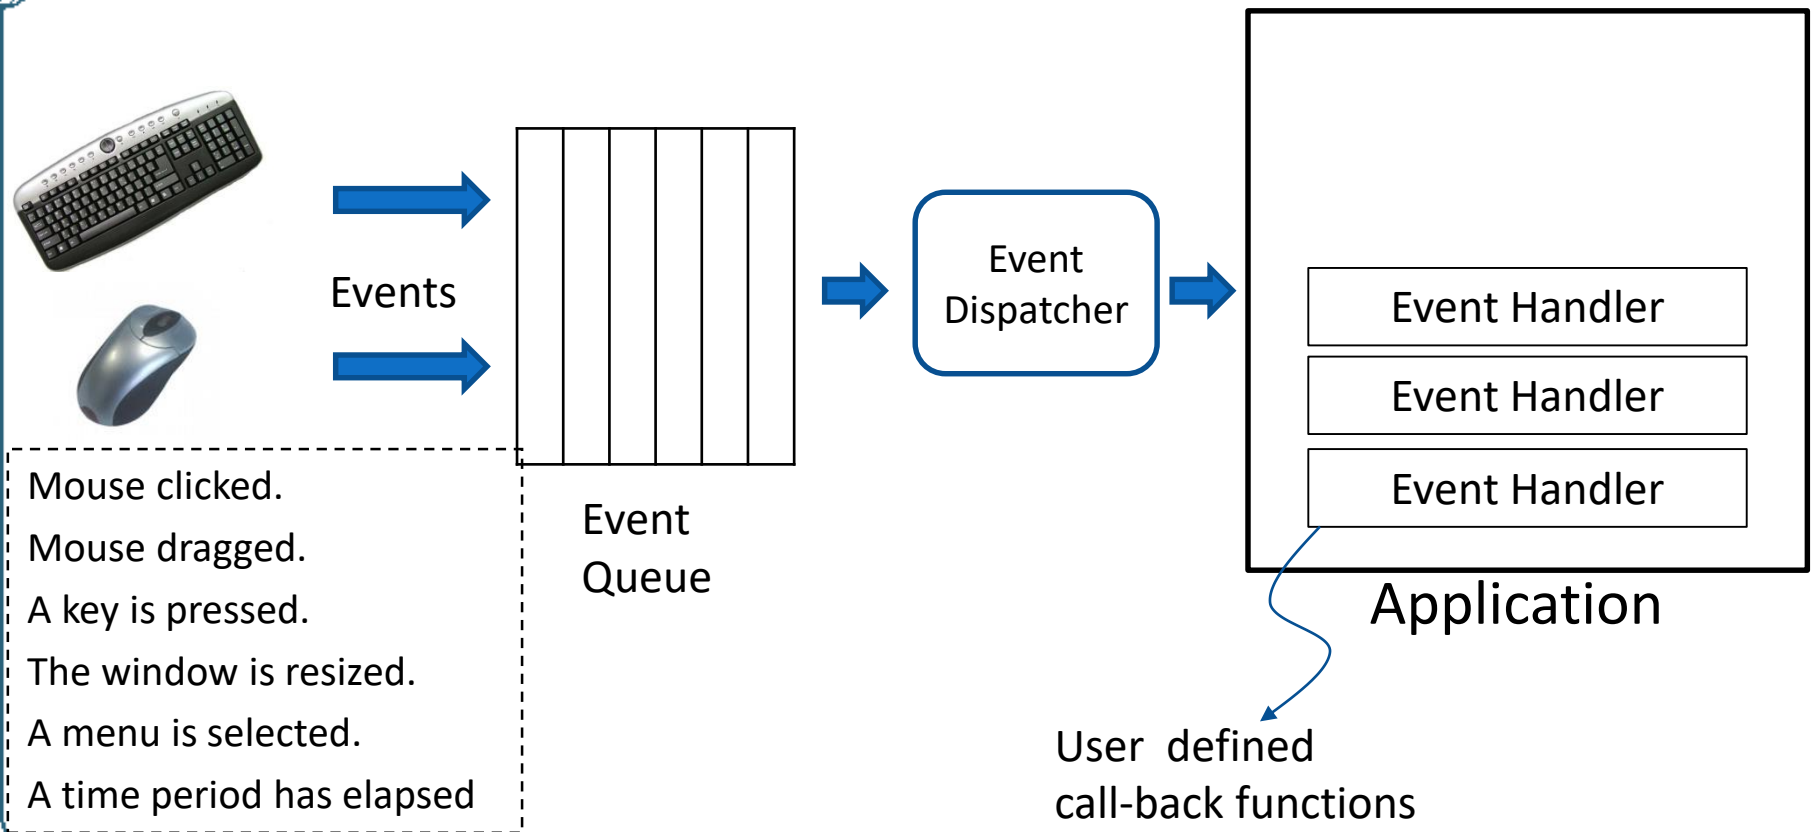 Events
Mouse clicked.
Mouse dragged.
A key is pressed.
The window is resized.
A menu is selected.
A time period has elapsed
Event
Queue
Event
Dispatcher
Event Handler
Event Handler
Event Handler
Application
User defined
call-back functions